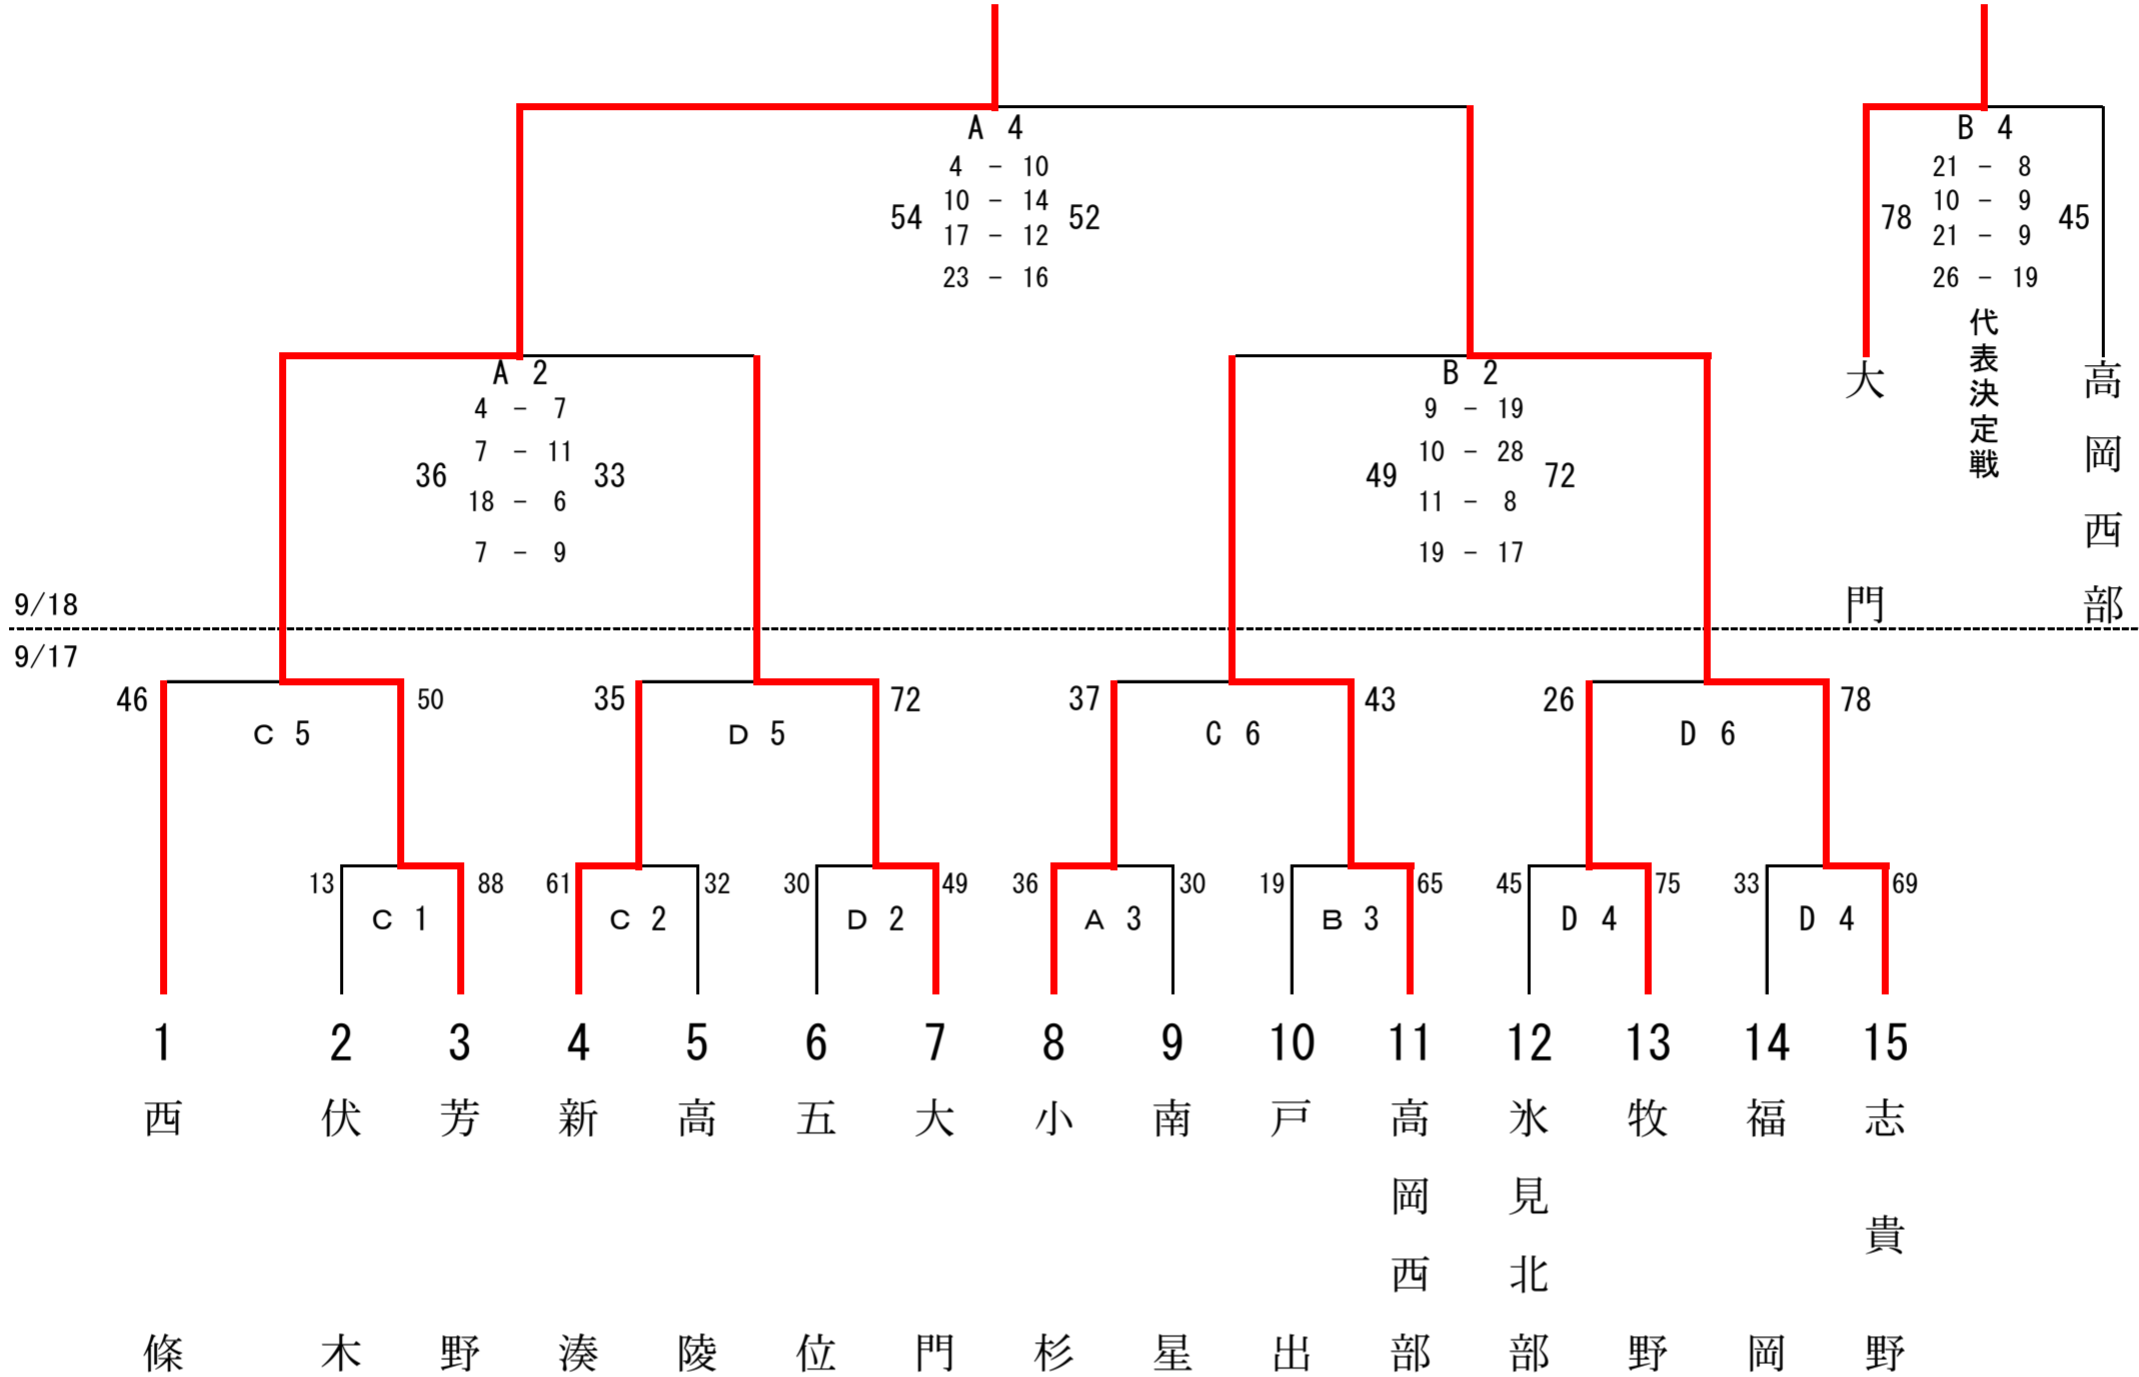 A 4
4 - 10
10 - 14
54 52
17 - 12
23 - 16
B 4
21 - 8
10 - 9
78 45
21 - 9
26 - 19
代表決定戦
大門
高岡西部
A 2
4 - 7
7 - 11
36 33
18 - 6
7 - 9
B 2
9 - 19
10 - 28
49 72
11 - 8
19 - 17
9/18
9/17
46 50 35 72 37 43 26 78
C 5 D 5 C 6 D 6
13 88 61 32 30 49 36 30 19 65 45 75 33 69
C 1 C 2 D 2 A 3 B 3 D 4 D 4
1 2 3 4 5 6 7 8 9 10 11 12 13 14 15
西條
伏木
芳野
新湊
高陵
五位
大門
小杉
南星
戸出
高岡西部
氷見北部
牧野
福岡
志貴野